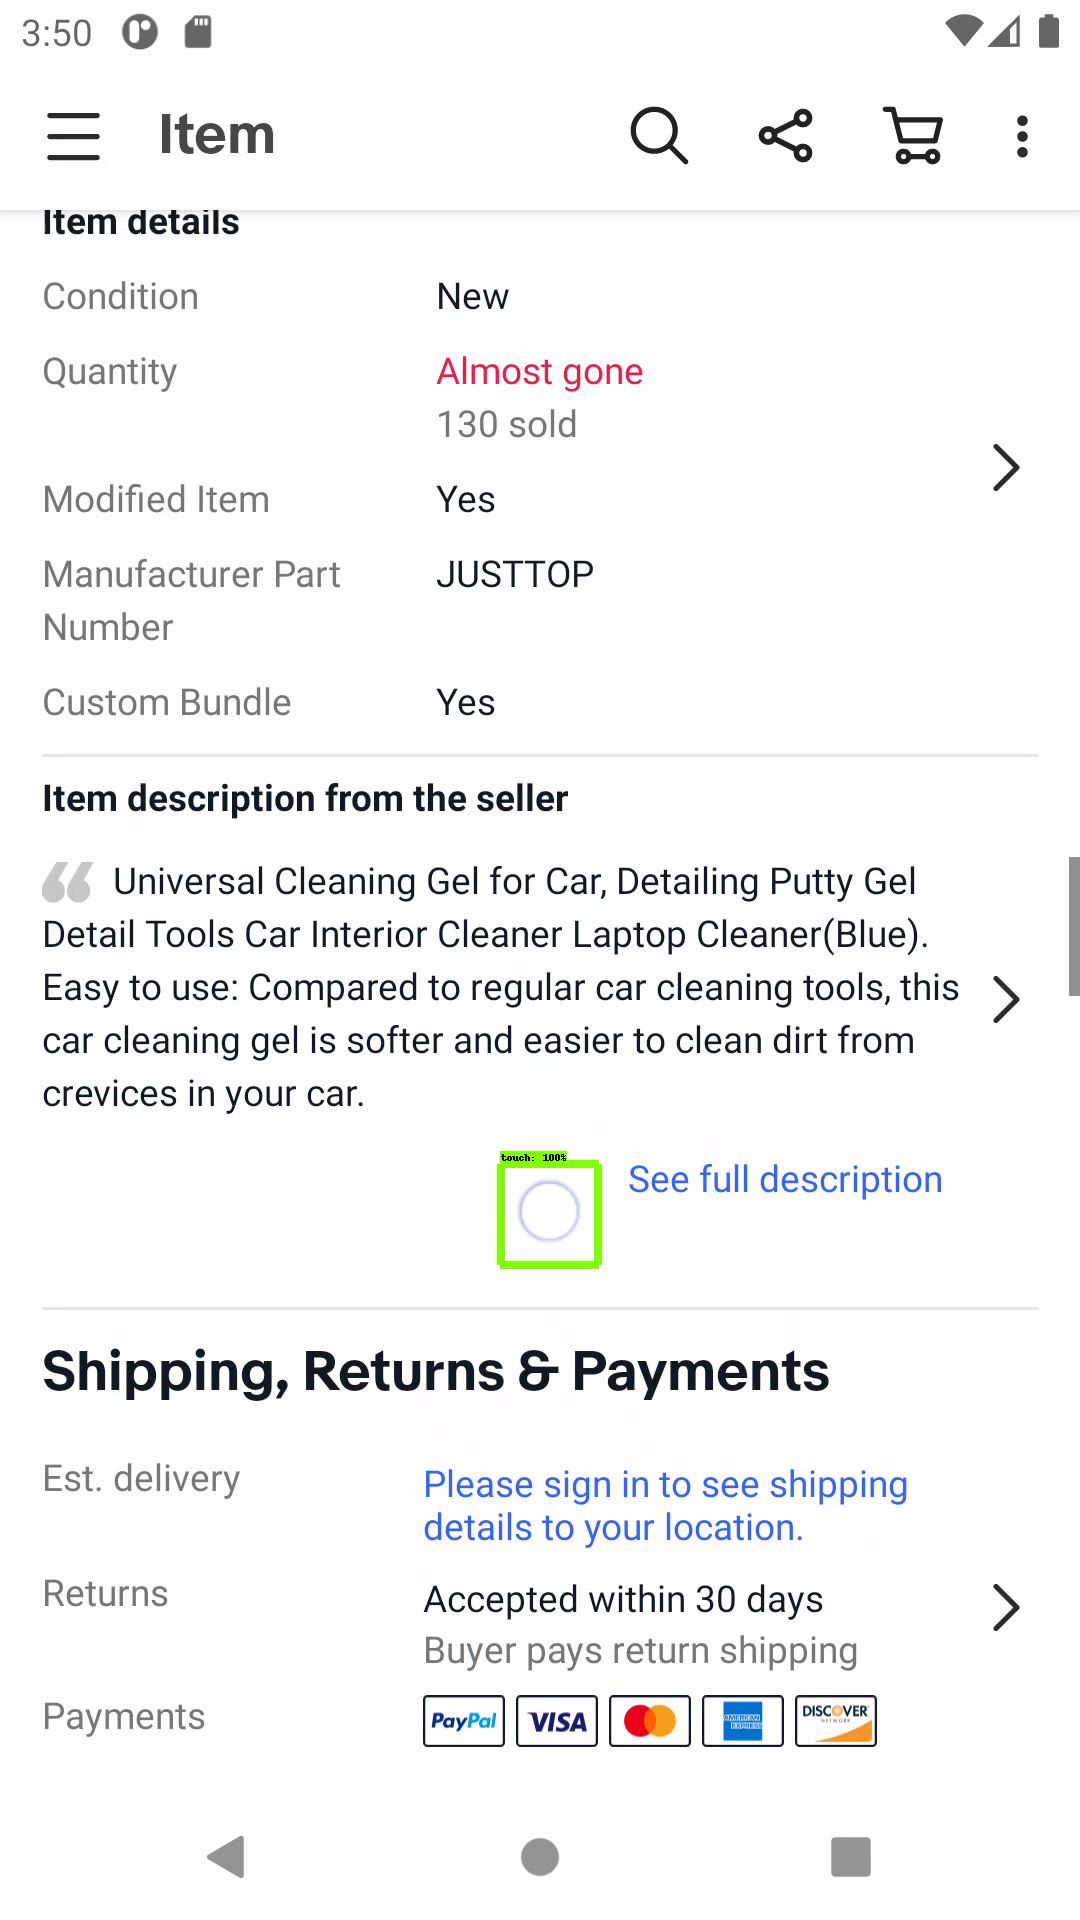 3:50
Item
Item details
Condition New
Quantity Almost gone
130 sold
Modified Item Yes
Manufacturer Part Number JUSTTOP
Custom Bundle Yes
Item description from the seller
Universal Cleaning Gel for Car, Detailing Putty Gel
Detail Tools Car Interior Cleaner Laptop Cleaner(Blue).
Easy to use: Compared to regular car cleaning tools, this
car cleaning gel is softer and easier to clean dirt from
crevices in your car.
touch: 100%
See full description
Shipping, Returns & Payments
Est. delivery Please sign in to see shipping
details to your location.
Returns Accepted within 30 days
Buyer pays return shipping
Payments PayPal VISA AMERICAN EXPRESS DISCOVER NETWORK